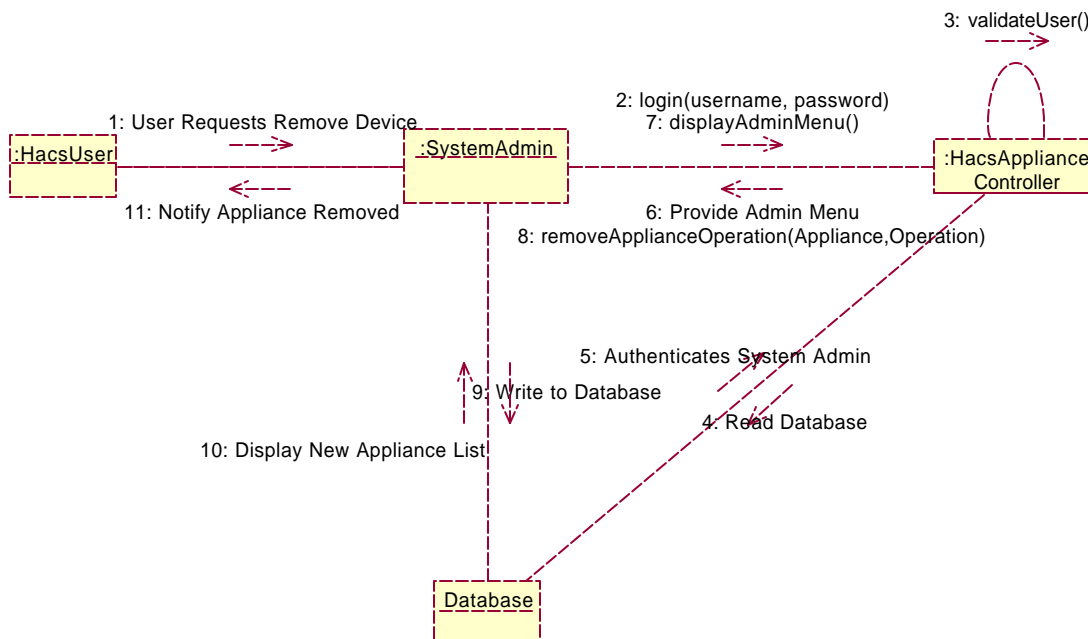 3: validateUser()
2: login(username, password)
7: displayAdminMenu()
1: User Requests Remove Device
:HacsUser
:SystemAdmin
:HacsAppliance
Controller
11: Notify Appliance Removed
6: Provide Admin Menu
8: removeApplianceOperation(Appliance,Operation)
5: Authenticates System Admin
9: Write to Database
4: Read Database
10: Display New Appliance List
Database